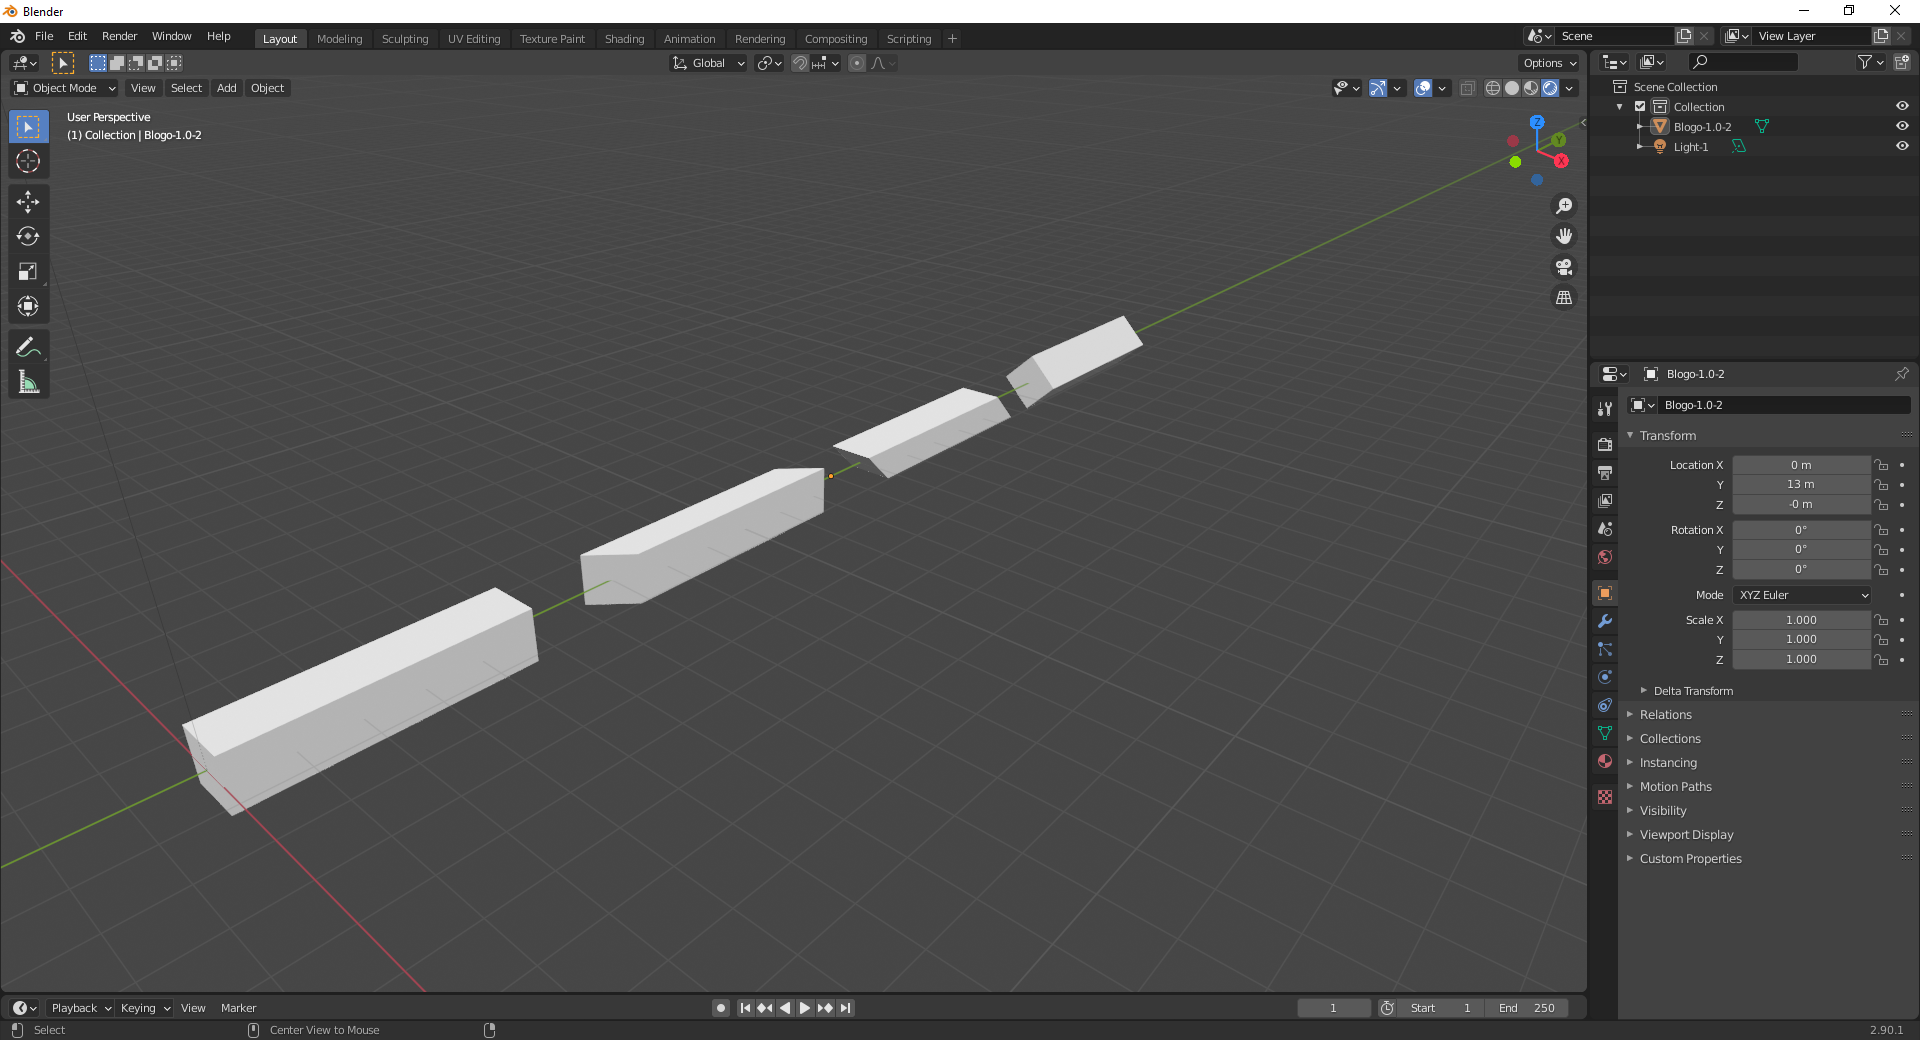 Blender
File Edit Render Window Help Layout Modeling Sculpting UV Editing Texture Paint Shading Animation Rendering Compositing Scripting + Scene View Layer
Global Options
Object Mode View Select Add Object
User Perspective
(1) Collection | Blogo-1.0-2
Z
Y
X
Scene Collection
Collection
Blogo-1.0-2
Light-1
Blogo-1.0-2
Blogo-1.0-2
Transform
Location X 0 m
Y 13 m
Z -0 m
Rotation X 0°
Y 0°
Z 0°
Mode XYZ Euler
Scale X 1.000
Y 1.000
Z 1.000
Delta Transform
Relations
Collections
Instancing
Motion Paths
Visibility
Viewport Display
Custom Properties
Playback Keying View Marker 1 Start 1 End 250
Select Center View to Mouse 2.90.1